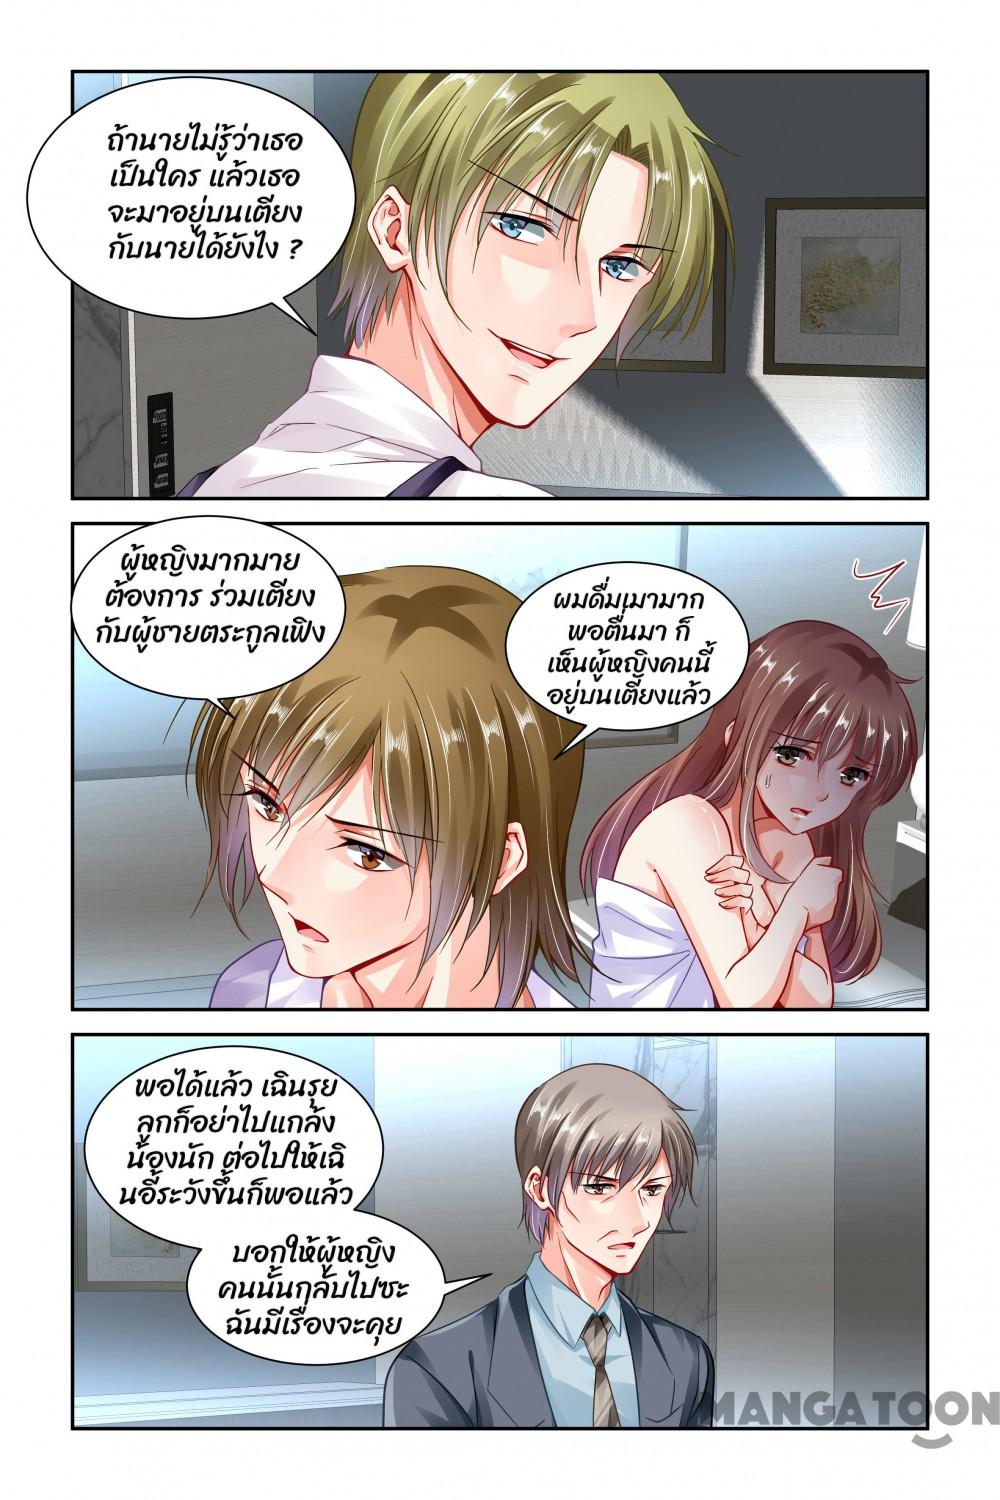 ถ้านายไม่รู้ว่าเธอ
เป็นใคร แล้วเธอ
จะมาอยู่บนเตียง
กับนายได้ยังไง ?
ผู้หญิงมากมาย
ต้องการ ร่วมเตียง
กับผู้ชายตระกูลเฟิง
ผมดื่มเมามาก
พอตื่นมา ก็
เห็นผู้หญิงคนนี้
อยู่บนเตียงแล้ว
พอได้แล้ว เฉินรุย
ลูกก็อย่าไปแกล้ง
น้องนัก ต่อไปให้เฉิ
นอี้ระวังขึ้นก็พอแล้ว
บอกให้ผู้หญิง
คนนั้นกลับไปซะ
ฉันมีเรื่องจะคุย
MANGATOON